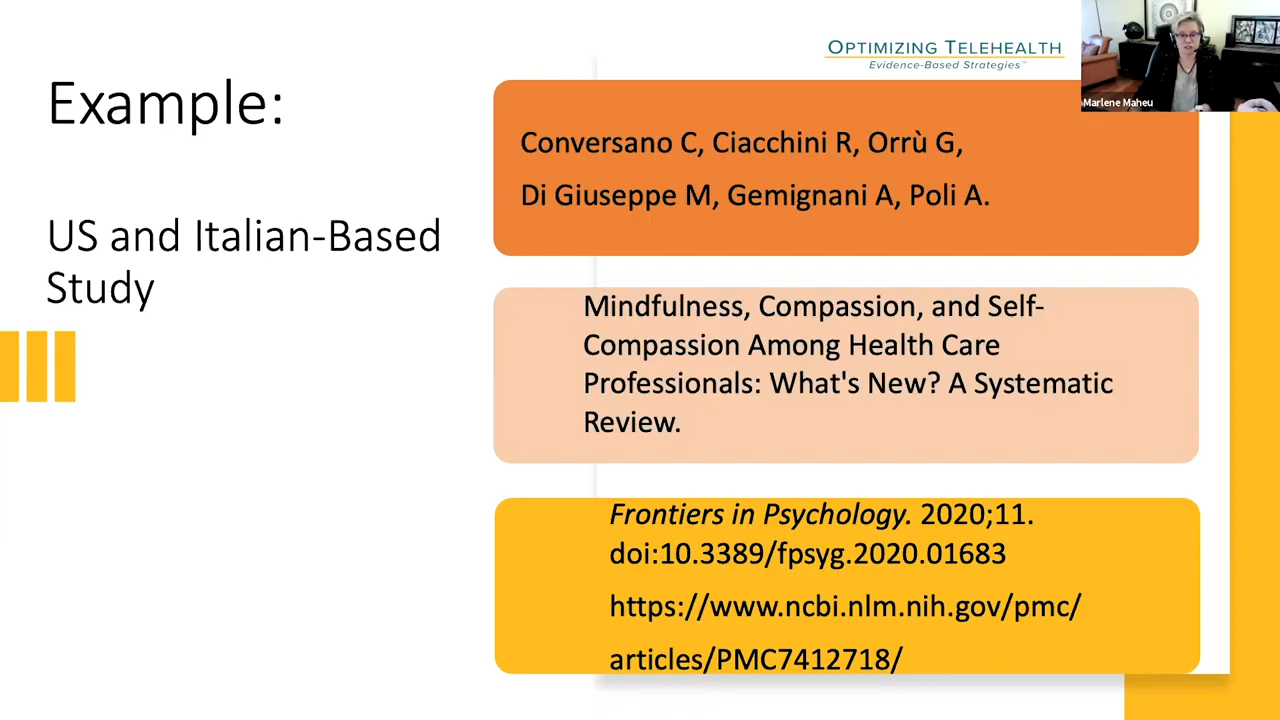 Example:
US and Italian-Based
Study
OPTIMIZING TELEHEALTH
Evidence-Based Strategies™
Marlene Maheu
Conversano C, Ciacchini R, Orrù G,
Di Giuseppe M, Gemignani A, Poli A.
Mindfulness, Compassion, and Self-
Compassion Among Health Care
Professionals: What's New? A Systematic
Review.
Frontiers in Psychology. 2020;11.
doi:10.3389/fpsyg.2020.01683
https://www.ncbi.nlm.nih.gov/pmc/
articles/PMC7412718/